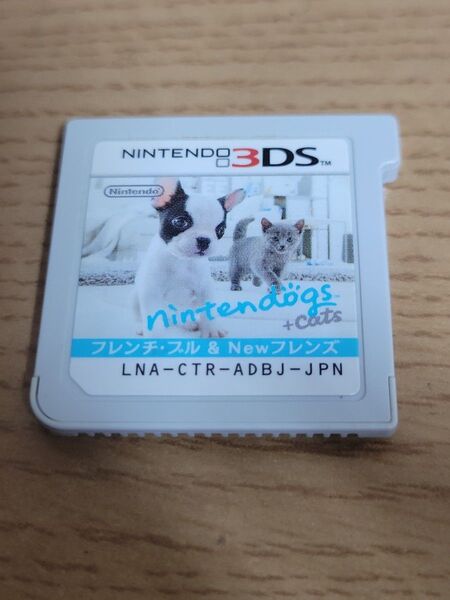 NINTENDO 3DS™
Nintendo
nintendogs
+cats
フレンチ・ブル & Newフレンズ
LNA-CTR-ADBJ-JPN